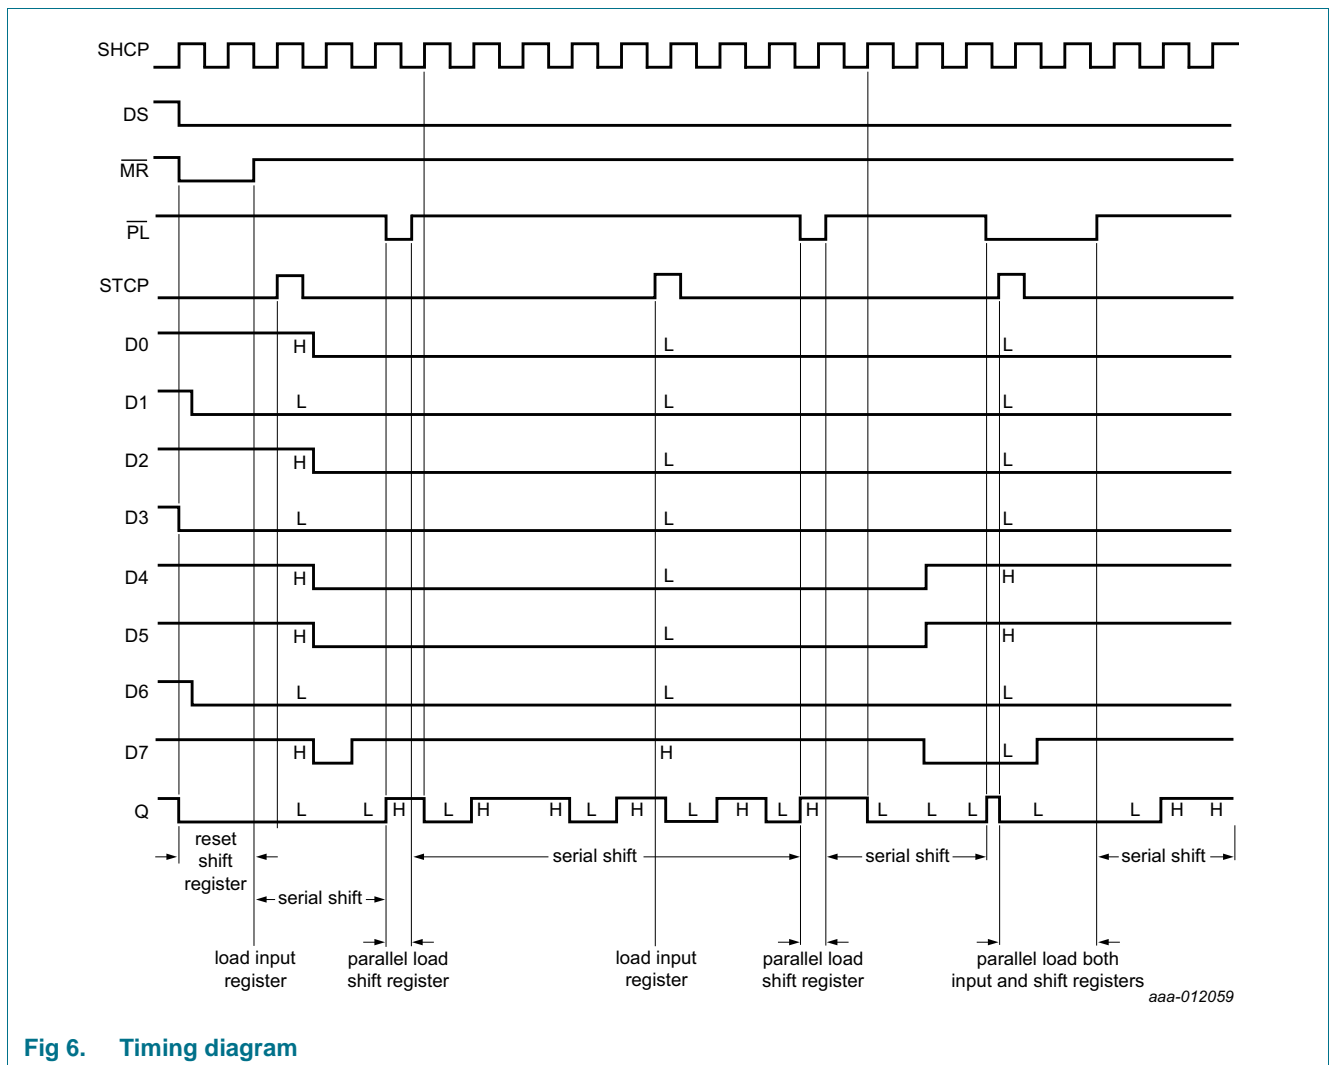 SHCP
DS
MR
PL
STCP
D0 H L L
D1 L L L
D2 H L L
D3 L L L
D4 H L H
D5 H L H
D6 L L L
D7 H H L
Q L L H L H H L H L H L H L L L L L H H
reset
shift
register
serial shift
serial shift
serial shift
serial shift
load input
register
parallel load
shift register
load input
register
parallel load
shift register
parallel load both
input and shift registers
aaa-012059
Fig 6. Timing diagram